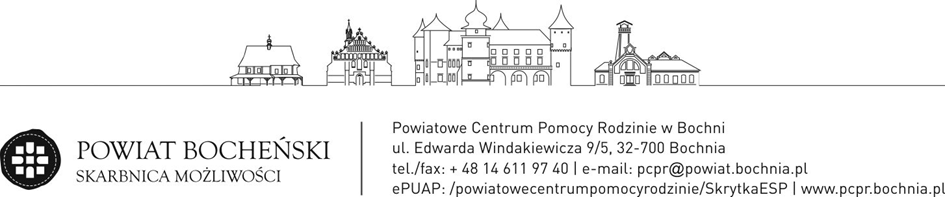 POWIAT BOCHEŃSKI
SKARBNICA MOŻLIWOŚCI
Powiatowe Centrum Pomocy Rodzinie w Bochni
ul. Edwarda Windakiewicza 9/5, 32-700 Bochnia
tel./fax: + 48 14 611 97 40 | e-mail: pcpr@powiat.bochnia.pl
ePUAP: /powiatowecentrumpomocyrodzinie/SkrytkaESP | www.pcpr.bochnia.pl